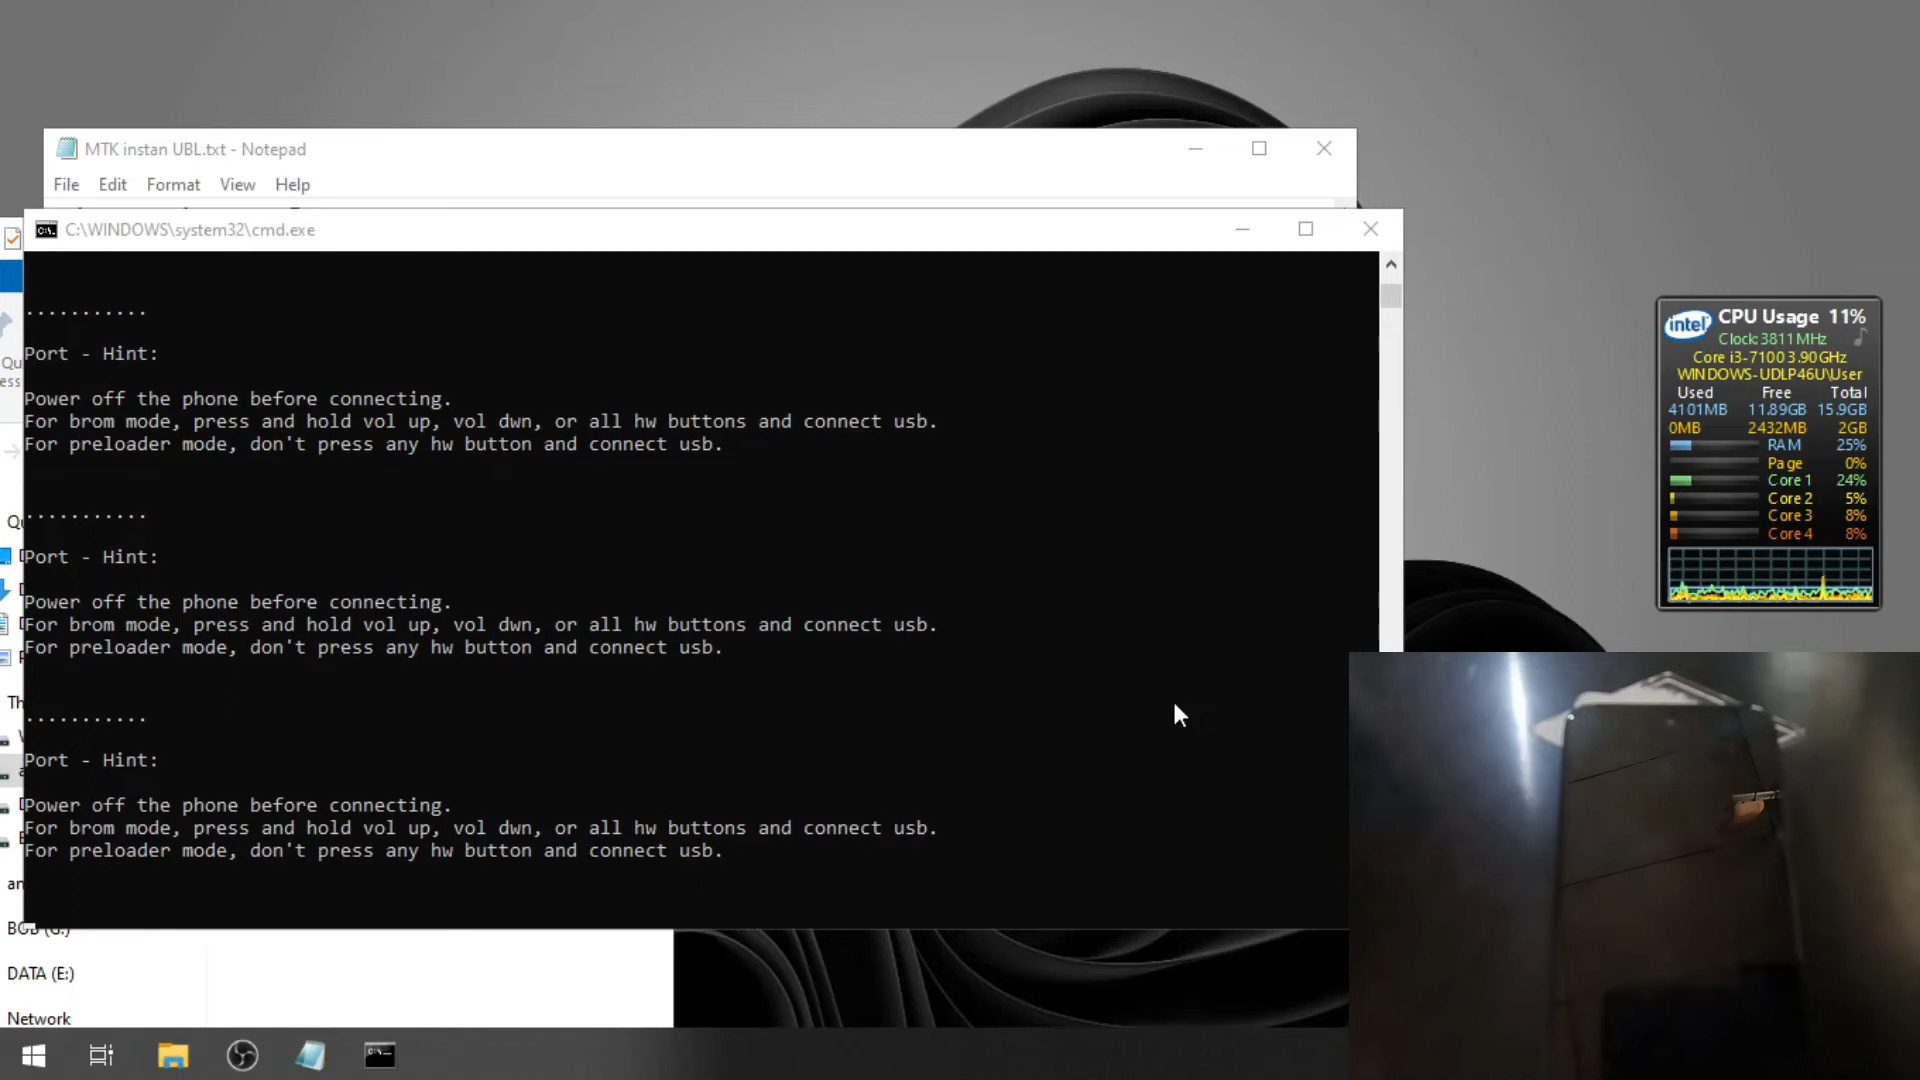 MTK instan UBL.txt - Notepad
File Edit Format View Help
C:\WINDOWS\system32\cmd.exe
...........
Port - Hint:
Power off the phone before connecting.
For brom mode, press and hold vol up, vol dwn, or all hw buttons and connect usb.
For preloader mode, don't press any hw button and connect usb.
...........
Port - Hint:
Power off the phone before connecting.
For brom mode, press and hold vol up, vol dwn, or all hw buttons and connect usb.
For preloader mode, don't press any hw button and connect usb.
...........
Port - Hint:
Power off the phone before connecting.
For brom mode, press and hold vol up, vol dwn, or all hw buttons and connect usb.
For preloader mode, don't press any hw button and connect usb.
Qu
ess
Qu
Th
an
DATA (E:)
Network
intel
CPU Usage 11%
Clock: 3811 MHz
Core i3-7100 3.90GHz
WINDOWS-UDLP46U\User
Used Free Total
4101MB 11.89GB 15.9GB
0MB 2432MB 2GB
RAM 25%
Page 0%
Core 1 24%
Core 2 5%
Core 3 8%
Core 4 8%